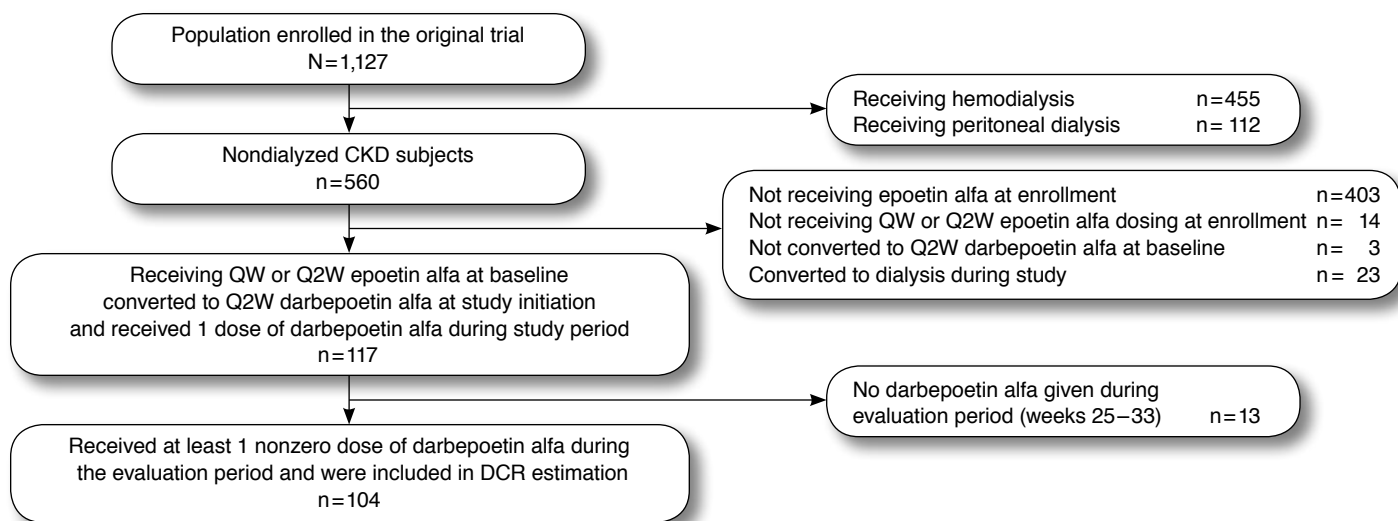 Population enrolled in the original trial
N=1,127
Receiving hemodialysis n=455
Receiving peritoneal dialysis n=112
Nondialyzed CKD subjects
n=560
Not receiving epoetin alfa at enrollment n=403
Not receiving QW or Q2W epoetin alfa dosing at enrollment n= 14
Not converted to Q2W darbepoetin alfa at baseline n= 3
Converted to dialysis during study n= 23
Receiving QW or Q2W epoetin alfa at baseline
converted to Q2W darbepoetin alfa at study initiation
and received 1 dose of darbepoetin alfa during study period
n=117
No darbepoetin alfa given during
evaluation period (weeks 25–33) n=13
Received at least 1 nonzero dose of darbepoetin alfa during
the evaluation period and were included in DCR estimation
n=104